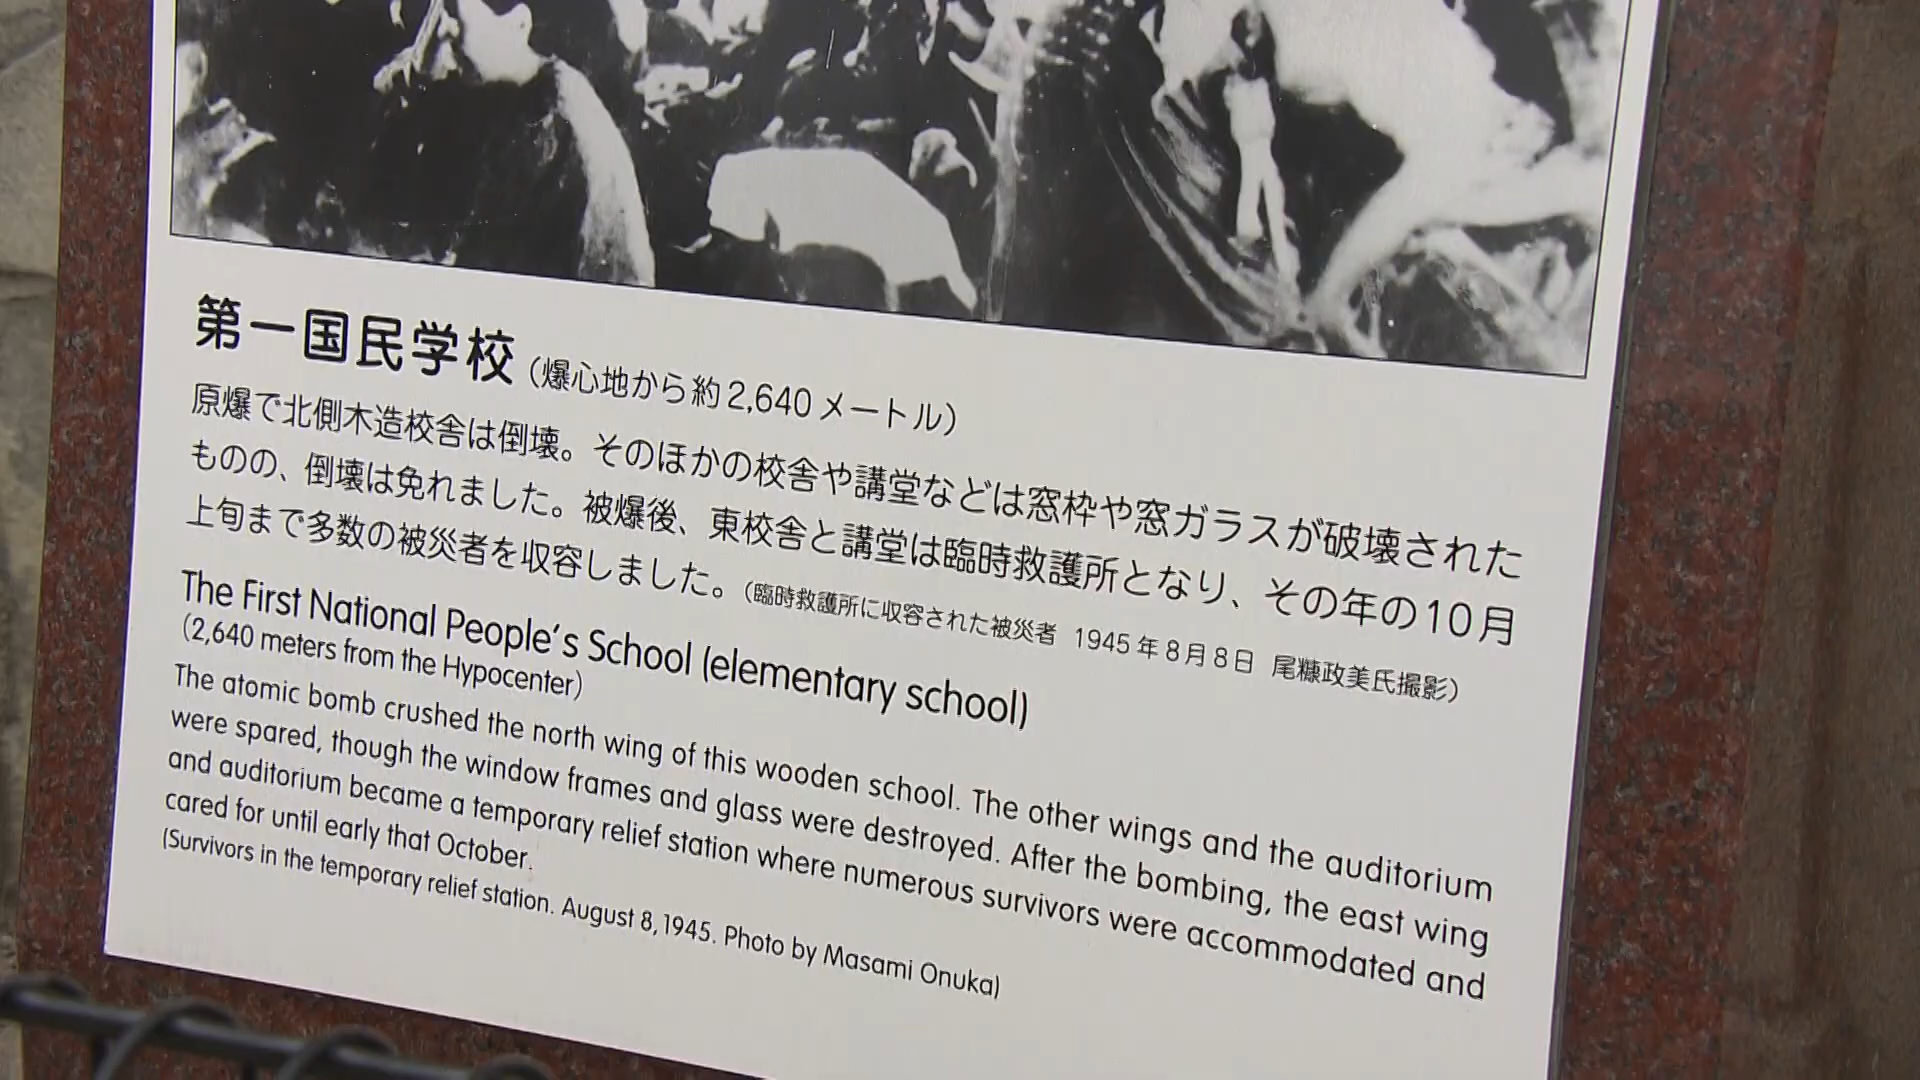 第一国民学校（爆心地から約2,640メートル）
原爆で北側木造校舎は倒壊。そのほかの校舎や講堂などは窓枠や窓ガラスが破壊された
ものの、倒壊は免れました。被爆後、東校舎と講堂は臨時救護所となり、その年の10月
上旬まで多数の被災者を収容しました。（臨時救護所に収容された被災者 1945年8月8日 尾糠政美氏撮影）
The First National People's School (elementary school)
(2,640 meters from the Hypocenter)
The atomic bomb crushed the north wing of this wooden school. The other wings and the auditorium
were spared, though the window frames and glass were destroyed. After the bombing, the east wing
and auditorium became a temporary relief station where numerous survivors were accommodated and
cared for until early that October.
(Survivors in the temporary relief station. August 8,1945. Photo by Masami Onuka)